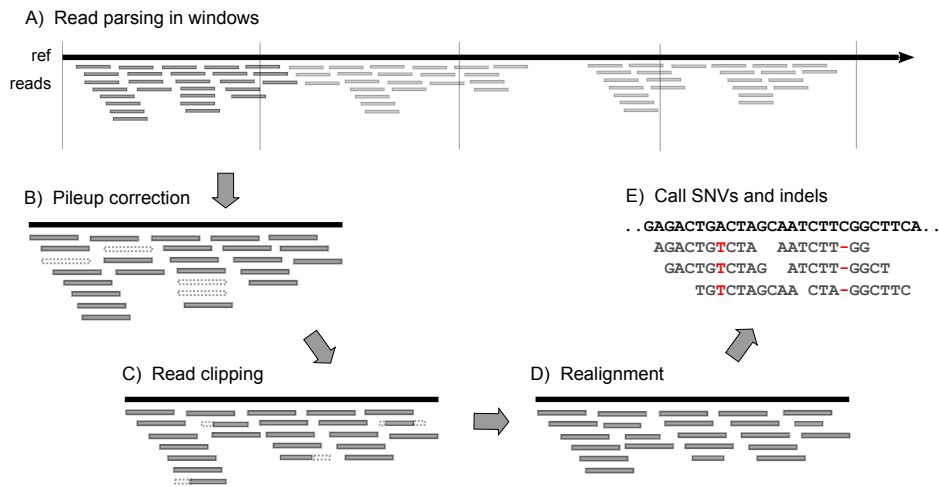 A) Read parsing in windows
ref
reads
B) Pileup correction
E) Call SNVs and indels
..GAGACTGACTAGCAATCTTCGGCTTCA..
AGACTGTCTA AATCTT-GG
GACTGTCTAG ATCTT-GGCT
TGTCTAGCAA CTA-GGCTTC
C) Read clipping
D) Realignment